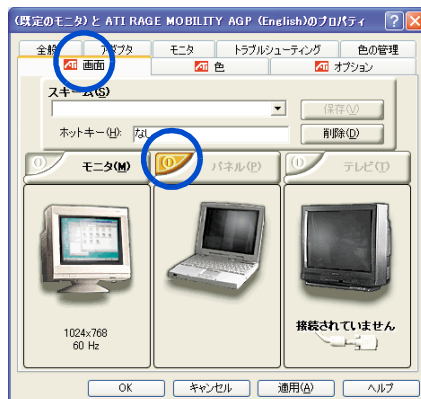 (既定のモニタ) と ATI RAGE MOBILITY AGP (English)のプロパティ
全般 アダプタ モニタ トラブルシューティング 色の管理
ATI 画面 ATI 色 ATI オプション
スキーム(S)
保存(V)
ホットキー(H): なし 削除(D)
モニタ(M) パネル(P) テレビ(T)
接続されていません
1024x768
60 Hz
OK キャンセル 適用(A) ヘルプ